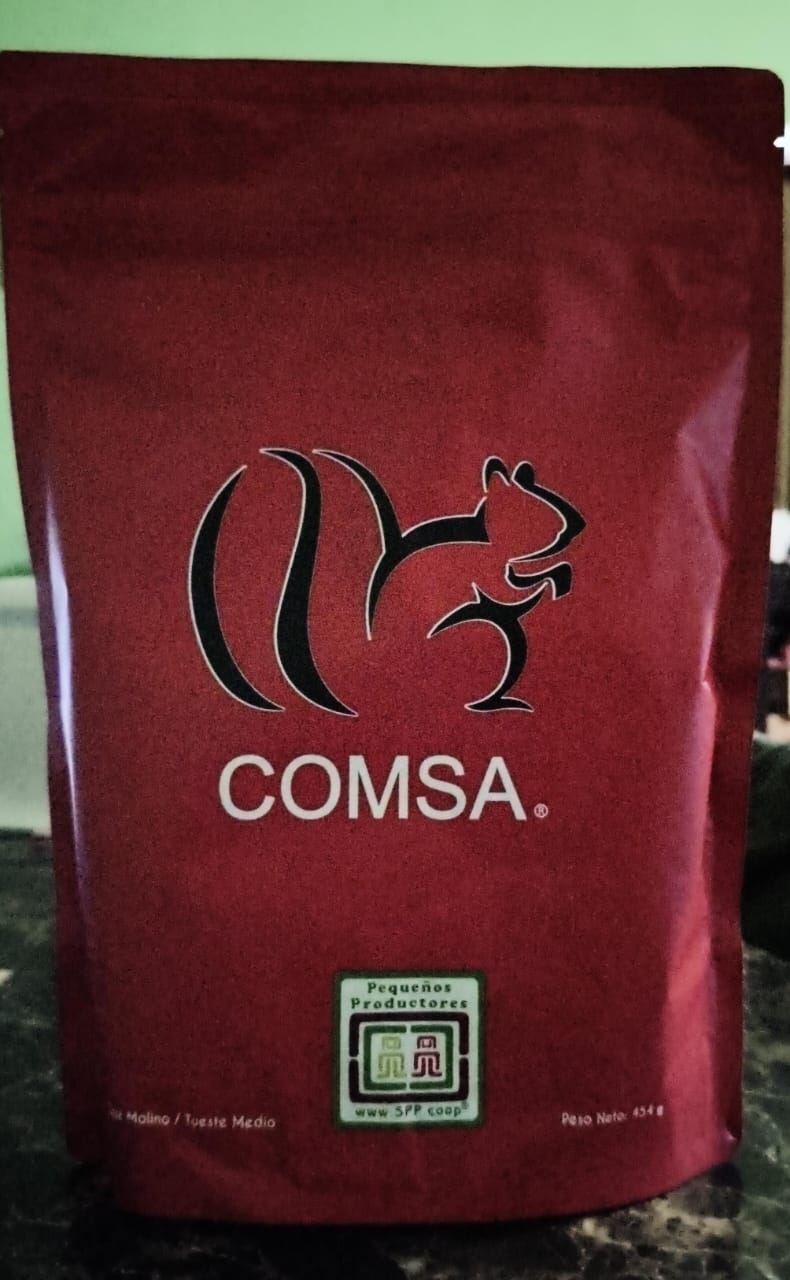 COMSA®
Pequeños
Productores
www SPP coop®
Molino / Tueste Medio
Peso Neto: 454 g